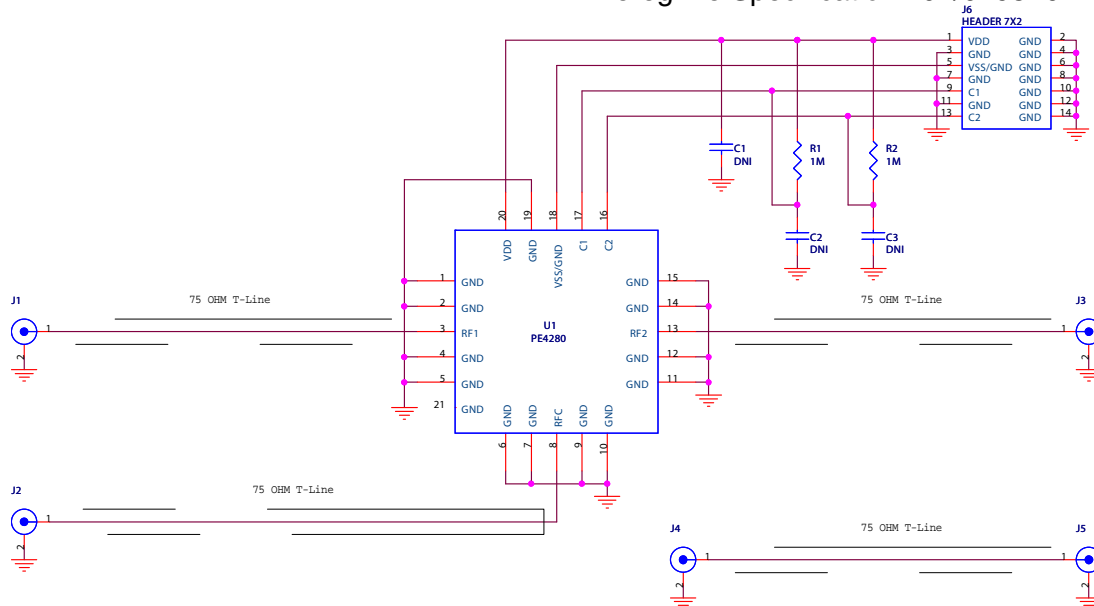 J6
HEADER 7X2
1 VDD GND 2
3 GND GND 4
5 VSS/GND GND 6
7 GND GND 8
9 C1 GND 10
11 GND GND 12
13 C2 GND 14
C1
DNI
R1
1M
R2
1M
C2
DNI
C3
DNI
20 19 18 17 16
VDD GND VSS/GND C1 C2
1 GND GND 15
2 GND GND 14
3 RF1 RF2 13
4 GND GND 12
5 GND GND 11
21 GND
U1
PE4280
GND GND RFC GND GND
6 7 8 9 10
J1
1
2
75 OHM T-Line
75 OHM T-Line
J3
1
2
J2
1
2
75 OHM T-Line
J4
1
2
75 OHM T-Line
J5
1
2